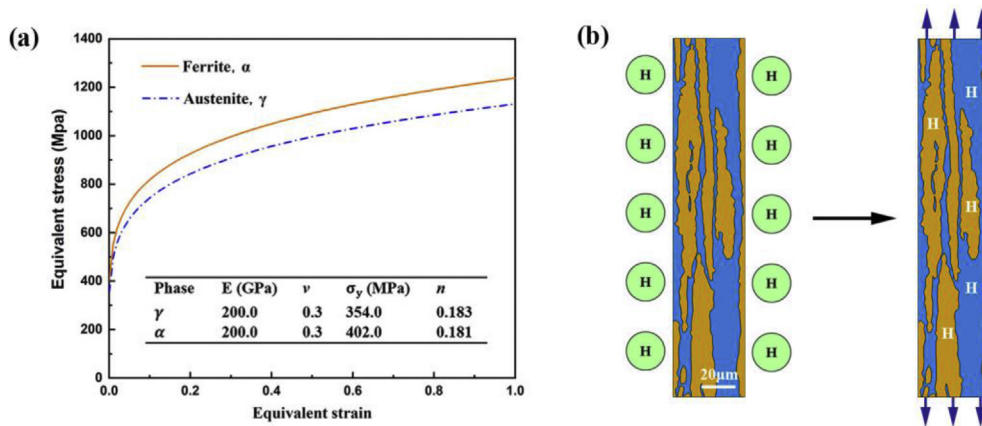 (a)
1400
1200
1000
800
600
400
200
0
Equivalent stress (Mpa)
Ferrite, α
Austenite, γ
Phase E (GPa) ν σy (MPa) n
γ 200.0 0.3 354.0 0.183
α 200.0 0.3 402.0 0.181
0.0 0.2 0.4 0.6 0.8 1.0
Equivalent strain
(b)
H H
H H
H H
H H
H H
20μm
H
H
H
H
H